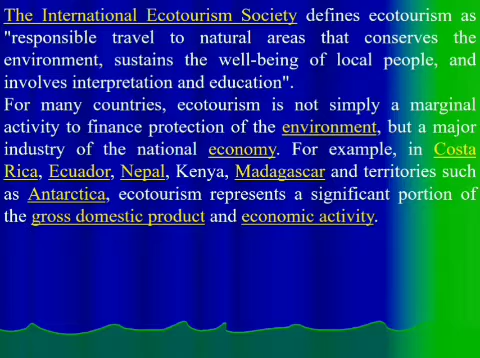 The International Ecotourism Society defines ecotourism as
"responsible travel to natural areas that conserves the
environment, sustains the well-being of local people, and
involves interpretation and education".
For many countries, ecotourism is not simply a marginal
activity to finance protection of the environment, but a major
industry of the national economy. For example, in Costa
Rica, Ecuador, Nepal, Kenya, Madagascar and territories such
as Antarctica, ecotourism represents a significant portion of
the gross domestic product and economic activity.